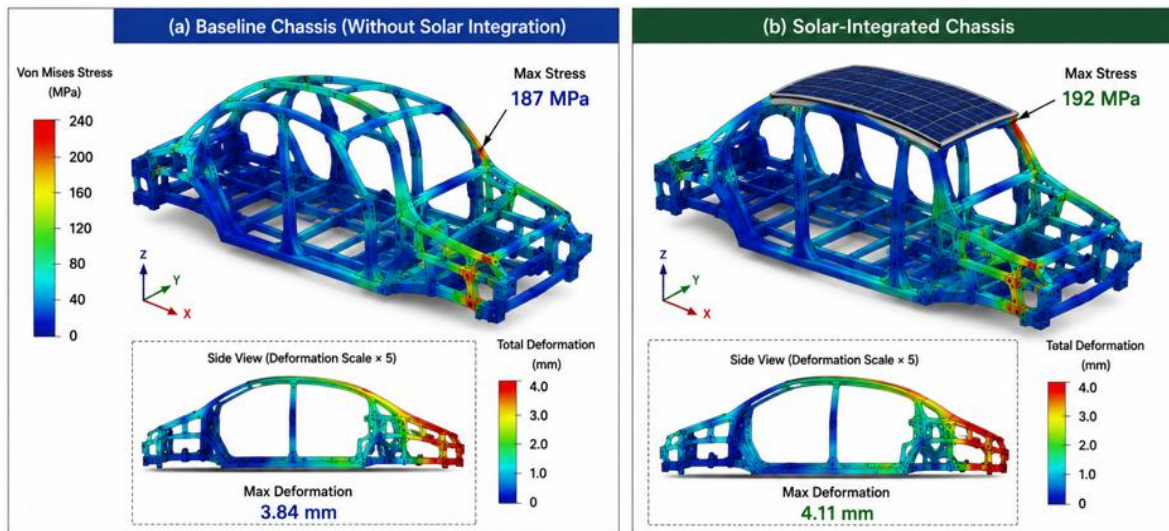 (a) Baseline Chassis (Without Solar Integration)
Von Mises Stress
(MPa)
240
200
160
120
80
40
0
Max Stress
187 MPa
Z
Y
X
Side View (Deformation Scale × 5)
Max Deformation
3.84 mm
Total Deformation
(mm)
4.0
3.0
2.0
1.0
0
(b) Solar-Integrated Chassis
Max Stress
192 MPa
Z
Y
X
Side View (Deformation Scale × 5)
Max Deformation
4.11 mm
Total Deformation
(mm)
4.0
3.0
2.0
1.0
0